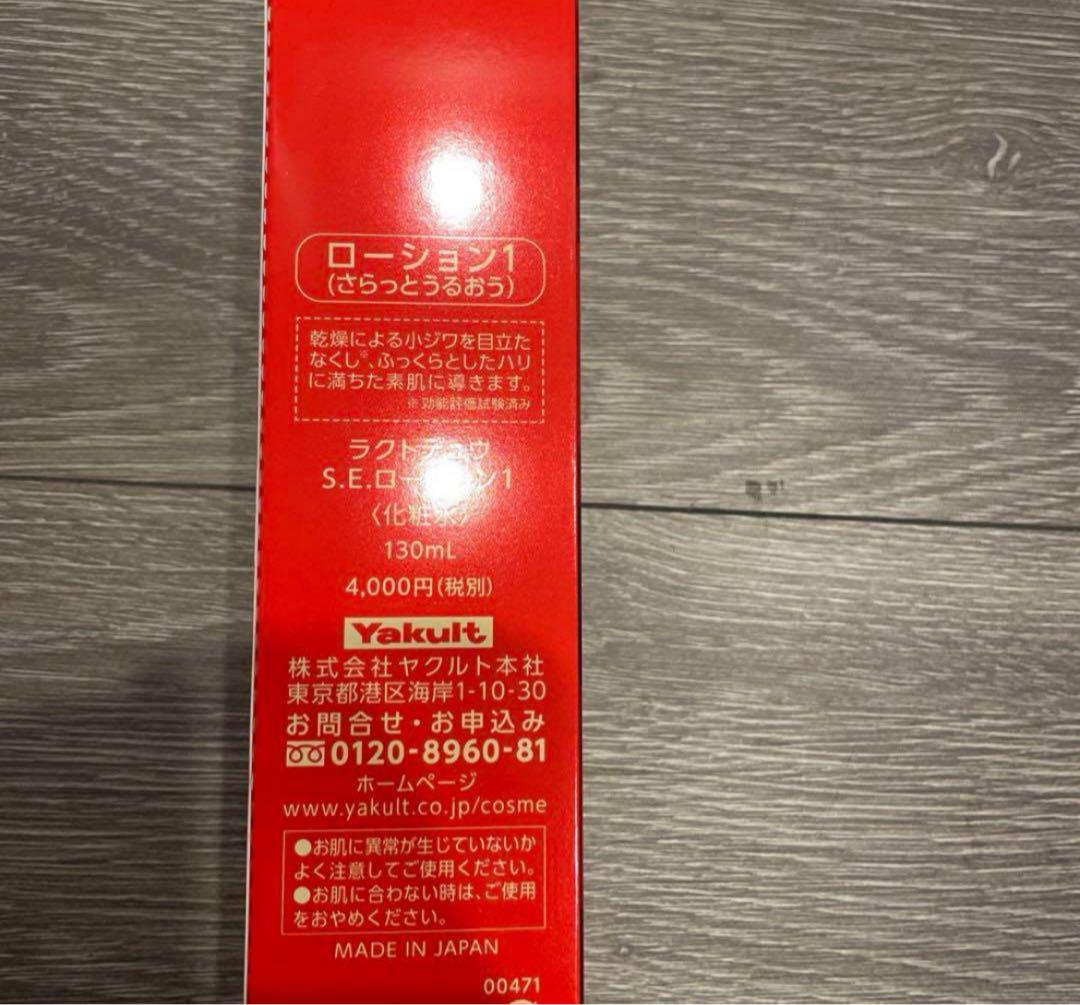 ローション1
(さらっとうるおう)
乾燥による小ジワを目立た
なくし※、ふっくらとしたハリ
に満ちた素肌に導きます。
※効能評価試験済み
ラクトデュウ
S.E.ローション1
〈化粧水〉
130mL
4,000円(税別)
Yakult
株式会社ヤクルト本社
東京都港区海岸1-10-30
お問合せ・お申込み
0120-8960-81
ホームページ
www.yakult.co.jp/cosme
●お肌に異常が生じていないか
よく注意してご使用ください。
●お肌に合わない時は、ご使用
をおやめください。
MADE IN JAPAN
00471